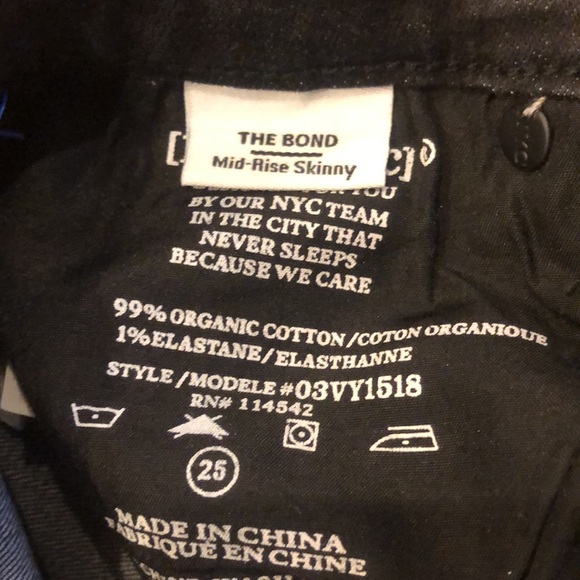 THE BOND
Mid-Rise Skinny
YOU
BY OUR NYC TEAM
IN THE CITY THAT
NEVER SLEEPS
BECAUSE WE CARE
99% ORGANIC COTTON/COTON ORGANIQUE
1% ELASTANE/ELASTHANNE
STYLE/MODELE #03VY1518
RN# 114542
25
MADE IN CHINA
FABRIQUÉ EN CHINE